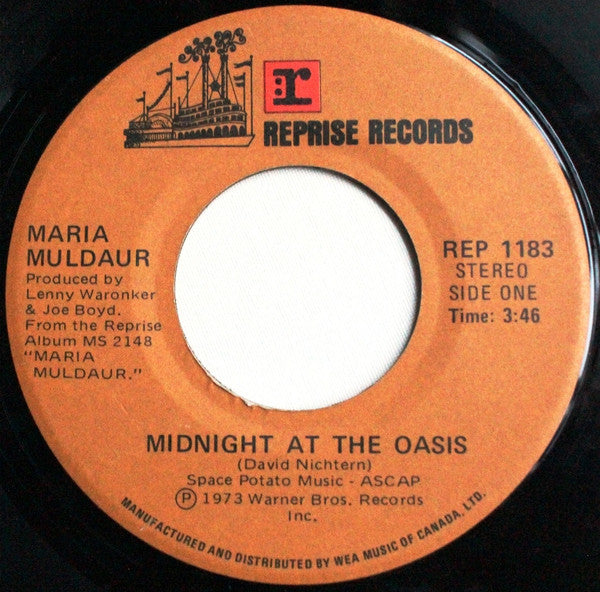 r
REPRISE RECORDS
MARIA
MULDAUR
Produced by
Lenny Waronker
& Joe Boyd.
From the Reprise
Album MS 2148
"MARIA
MULDAUR."
REP 1183
STEREO
SIDE ONE
Time: 3:46
MIDNIGHT AT THE OASIS
(David Nichtern)
Space Potato Music - ASCAP
Ⓟ 1973 Warner Bros. Records
Inc.
MANUFACTURED AND DISTRIBUTED BY WEA MUSIC OF CANADA, LTD.